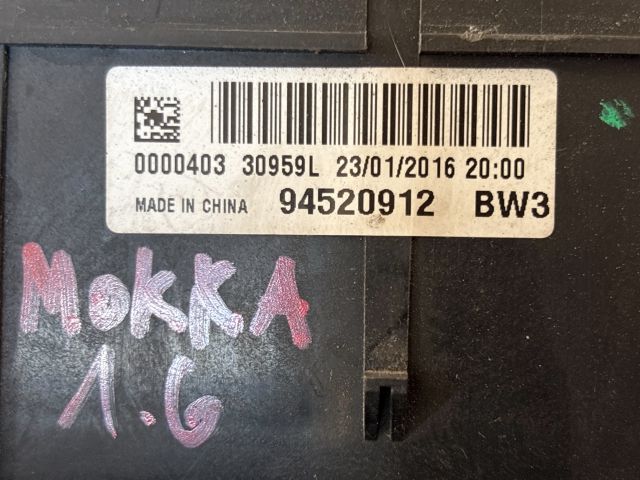 0000403 30959L 23/01/2016 20:00
MADE IN CHINA 94520912 BW3
MOKKA
1.6